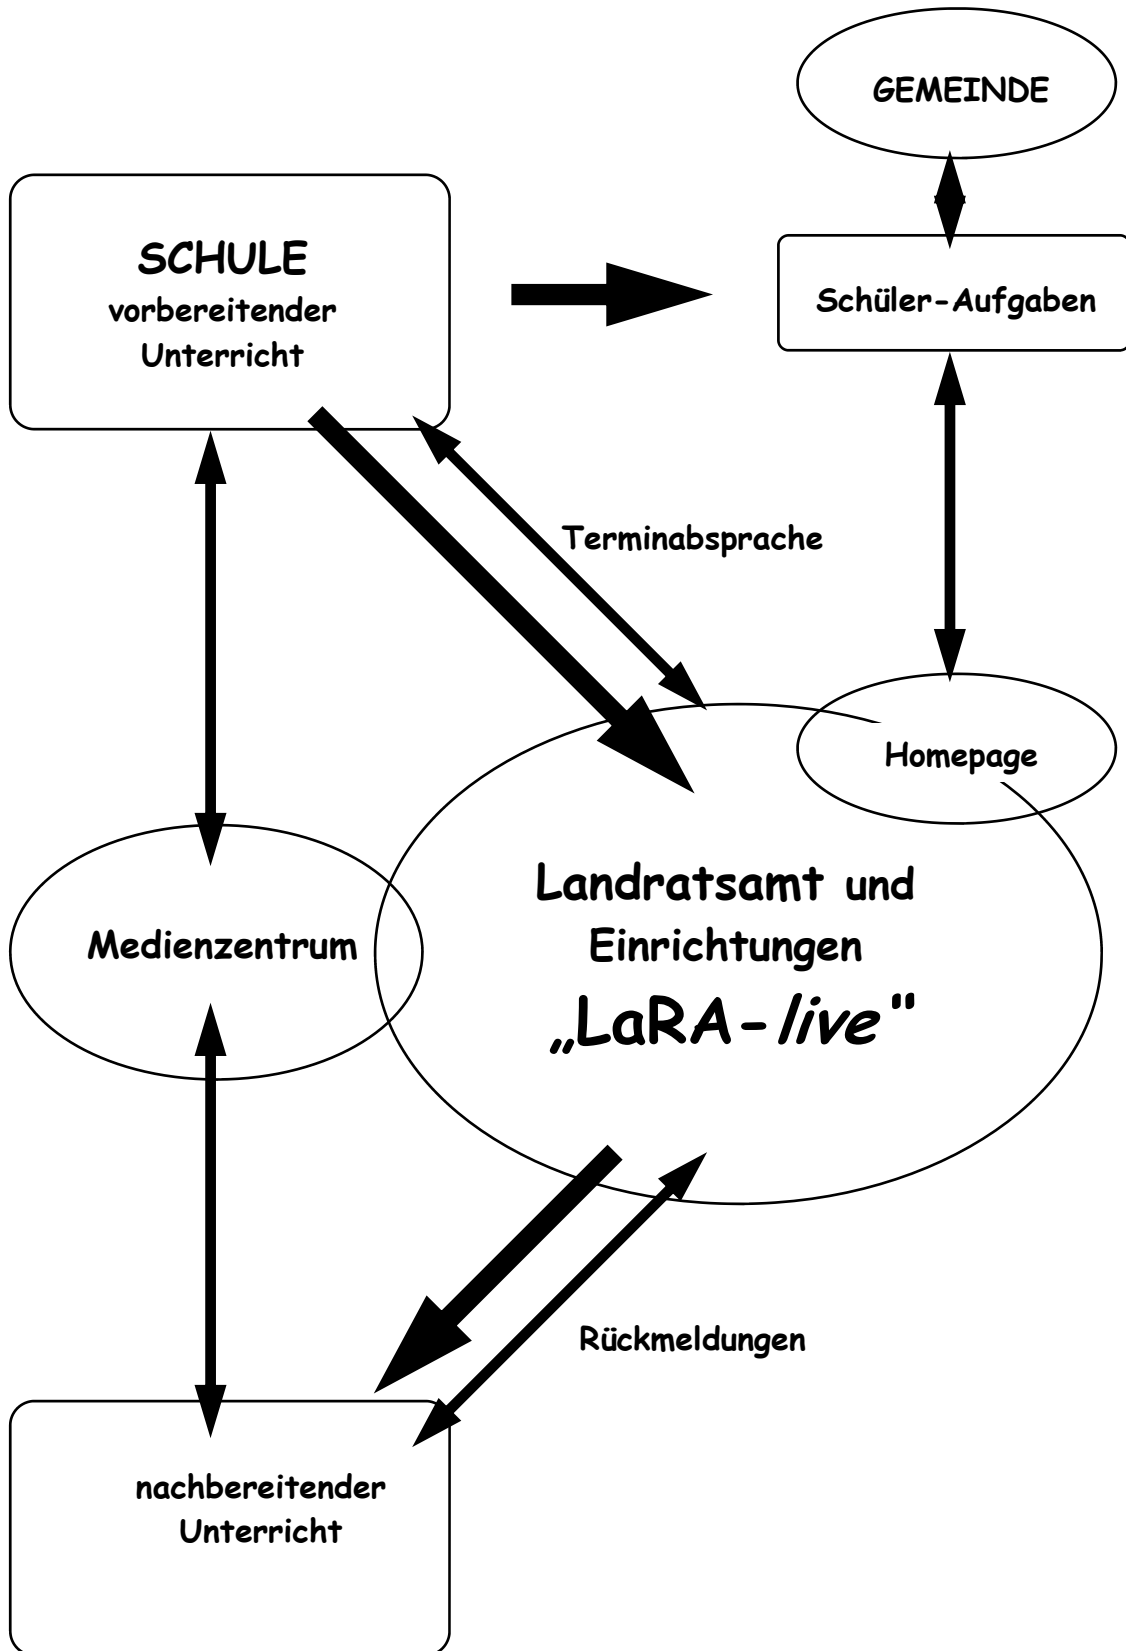 GEMEINDE
SCHULE
vorbereitender
Unterricht
Schüler-Aufgaben
Terminabsprache
Homepage
Landratsamt und
Einrichtungen
„LaRA-live“
Medienzentrum
Rückmeldungen
nachbereitender
Unterricht